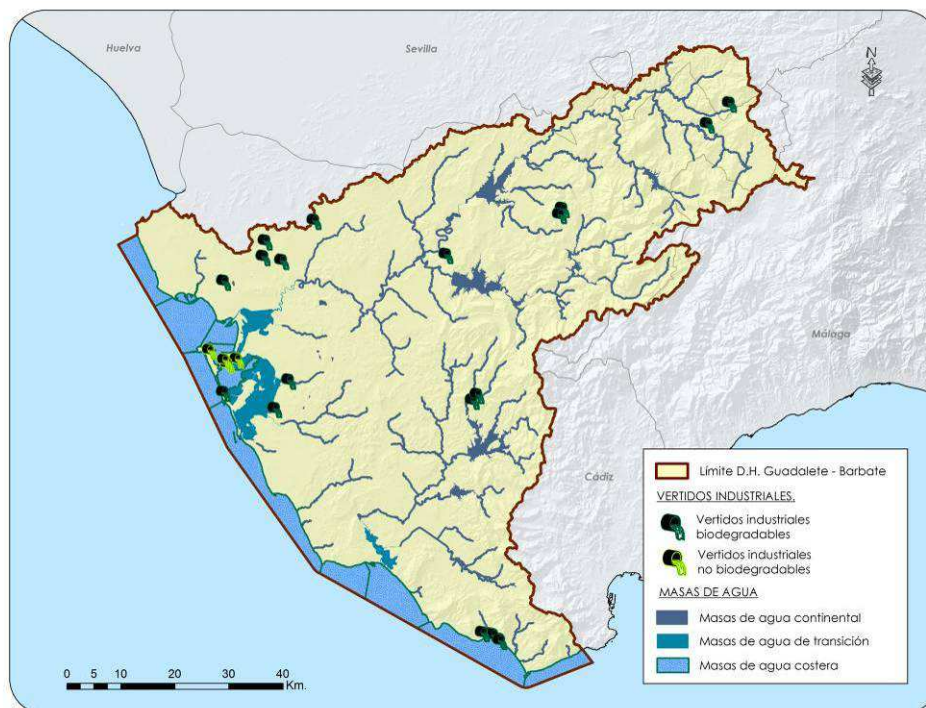 Huelva
Sevilla
N
Málaga
Cádiz
Límite D.H. Guadalete - Barbate
VERTIDOS INDUSTRIALES.
Vertidos industriales
biodegradables
Vertidos industriales
no biodegradables
MASAS DE AGUA
Masas de agua continental
Masas de agua de transición
Masas de agua costera
0 5 10 20 30 40
Km.